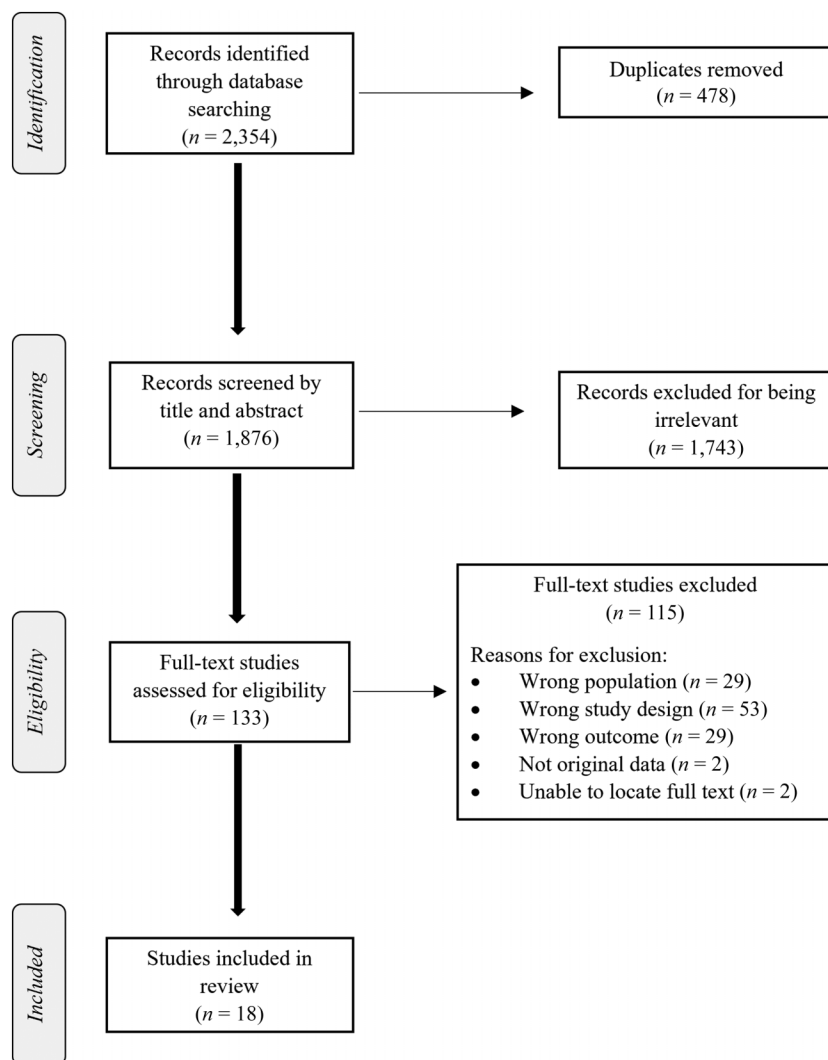 Identification
Records identified
through database
searching
(n = 2,354)
Duplicates removed
(n = 478)
Screening
Records screened by
title and abstract
(n = 1,876)
Records excluded for being
irrelevant
(n = 1,743)
Eligibility
Full-text studies
assessed for eligibility
(n = 133)
Full-text studies excluded
(n = 115)
Reasons for exclusion:
• Wrong population (n = 29)
• Wrong study design (n = 53)
• Wrong outcome (n = 29)
• Not original data (n = 2)
• Unable to locate full text (n = 2)
Included
Studies included in
review
(n = 18)